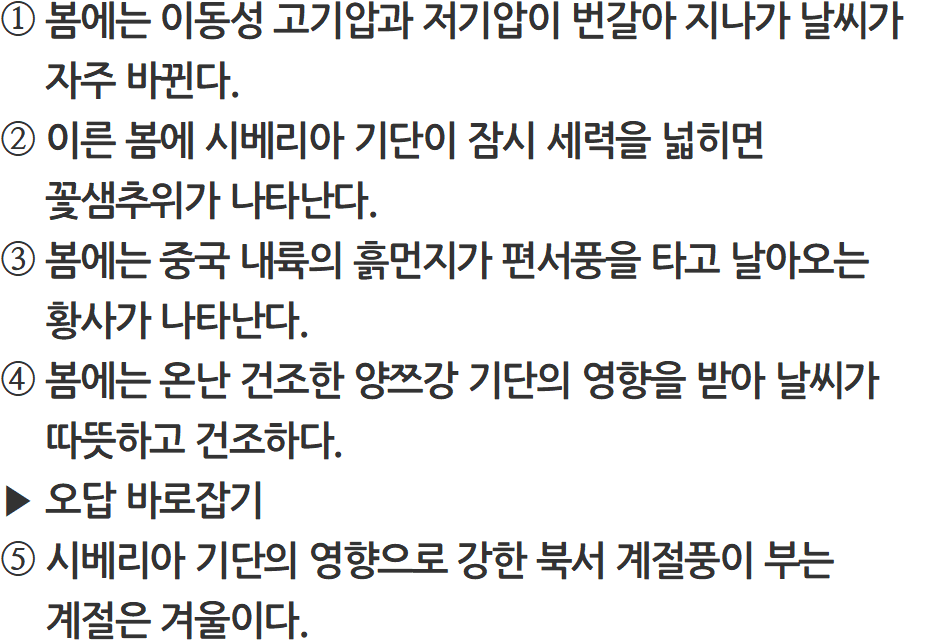 ① 봄에는 이동성 고기압과 저기압이 번갈아 지나가 날씨가
자주 바뀐다.
② 이른 봄에 시베리아 기단이 잠시 세력을 넓히면
꽃샘추위가 나타난다.
③ 봄에는 중국 내륙의 흙먼지가 편서풍을 타고 날아오는
황사가 나타난다.
④ 봄에는 온난 건조한 양쯔강 기단의 영향을 받아 날씨가
따뜻하고 건조하다.
▶ 오답 바로잡기
⑤ 시베리아 기단의 영향으로 강한 북서 계절풍이 부는
계절은 겨울이다.